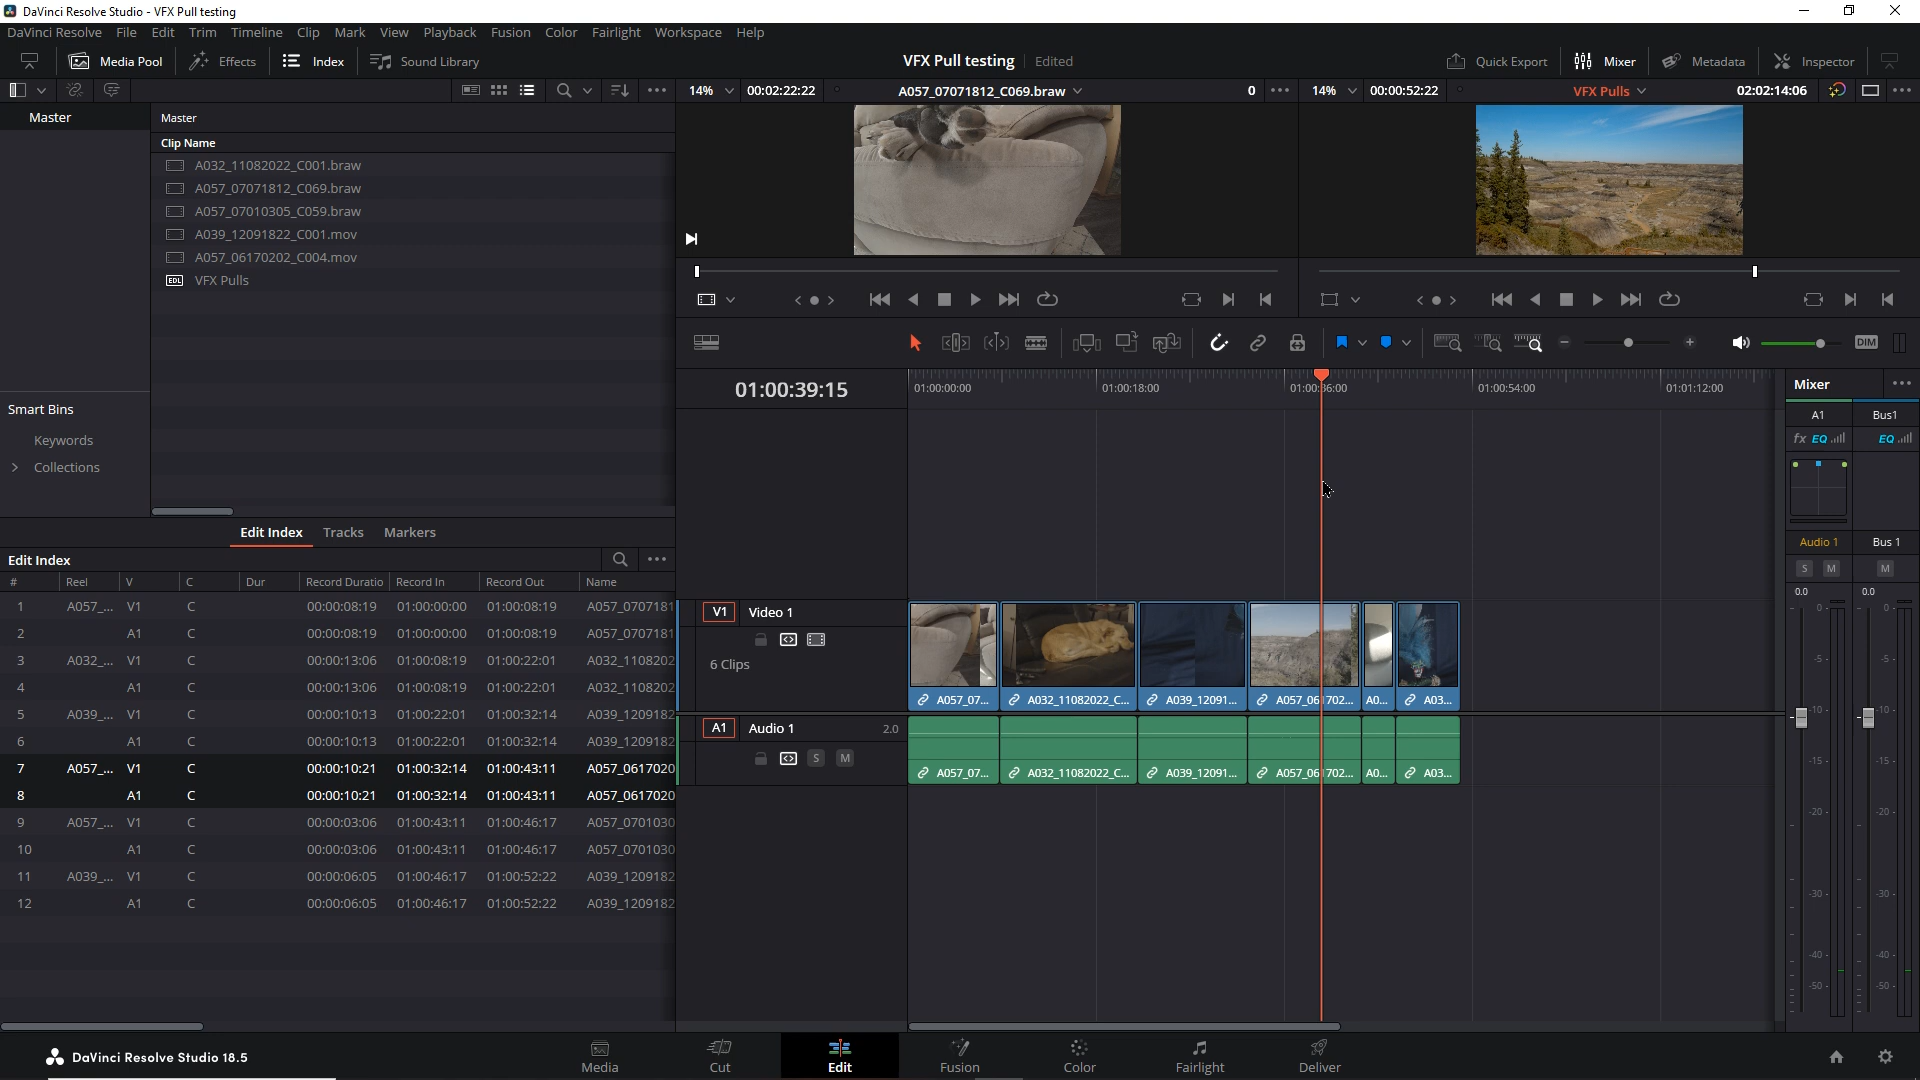 DaVinci Resolve Studio - VFX Pull testing
DaVinci Resolve File Edit Trim Timeline Clip Mark View Playback Fusion Color Fairlight Workspace Help
Media Pool Effects Index Sound Library VFX Pull testing Edited Quick Export Mixer Metadata Inspector
14% 00:02:22:22 A057_07071812_C069.braw 0 14% 00:00:52:22 VFX Pulls 02:02:14:06
Master
Master
Clip Name
A032_11082022_C001.braw
A057_07071812_C069.braw
A057_07010305_C059.braw
A039_12091822_C001.mov
A057_06170202_C004.mov
EDL VFX Pulls
Smart Bins
Keywords
Collections
DIM
01:00:39:15
01:00:00:00 01:00:18:00 01:00:36:00 01:00:54:00 01:01:12:00
Edit Index Tracks Markers
Edit Index
# Reel V C Dur Record Duratio Record In Record Out Name
1 A057_... V1 C 00:00:08:19 01:00:00:00 01:00:08:19 A057_070718
2 A1 C 00:00:08:19 01:00:00:00 01:00:08:19 A057_070718
3 A032_... V1 C 00:00:13:06 01:00:08:19 01:00:22:01 A032_1108202
4 A1 C 00:00:13:06 01:00:08:19 01:00:22:01 A032_1108202
5 A039_... V1 C 00:00:10:13 01:00:22:01 01:00:32:14 A039_1209182
6 A1 C 00:00:10:13 01:00:22:01 01:00:32:14 A039_1209182
7 A057_... V1 C 00:00:10:21 01:00:32:14 01:00:43:11 A057_0617020
8 A1 C 00:00:10:21 01:00:32:14 01:00:43:11 A057_0617020
9 A057_... V1 C 00:00:03:06 01:00:43:11 01:00:46:17 A057_0701030
10 A1 C 00:00:03:06 01:00:43:11 01:00:46:17 A057_0701030
11 A039_... V1 C 00:00:06:05 01:00:46:17 01:00:52:22 A039_1209182
12 A1 C 00:00:06:05 01:00:46:17 01:00:52:22 A039_1209182
V1 Video 1
6 Clips
A057_07... A032_11082022_C... A039_12091... A0... A03...
A1 Audio 1 2.0
S M
A057_07... A032_11082022_C... A039_12091... A0... A03...
Mixer
A1 Bus1
fx EQ EQ
Audio 1 Bus 1
S M M
0.0 0.0
0 0
-5 -5
-10 -10
-15 -15
-20 -20
-30 -30
-40 -40
-50 -50
DaVinci Resolve Studio 18.5
Media Cut Edit Fusion Color Fairlight Deliver